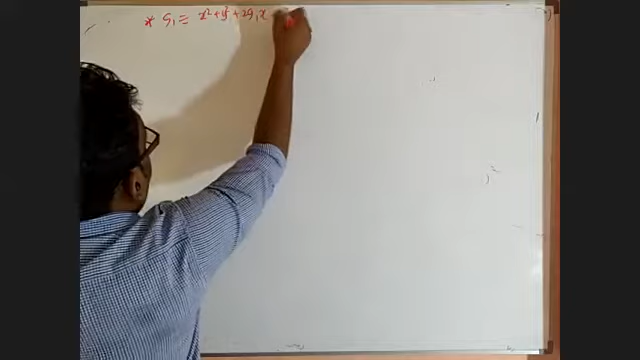 * S₁ ≡ x² + y² + 2g₁x